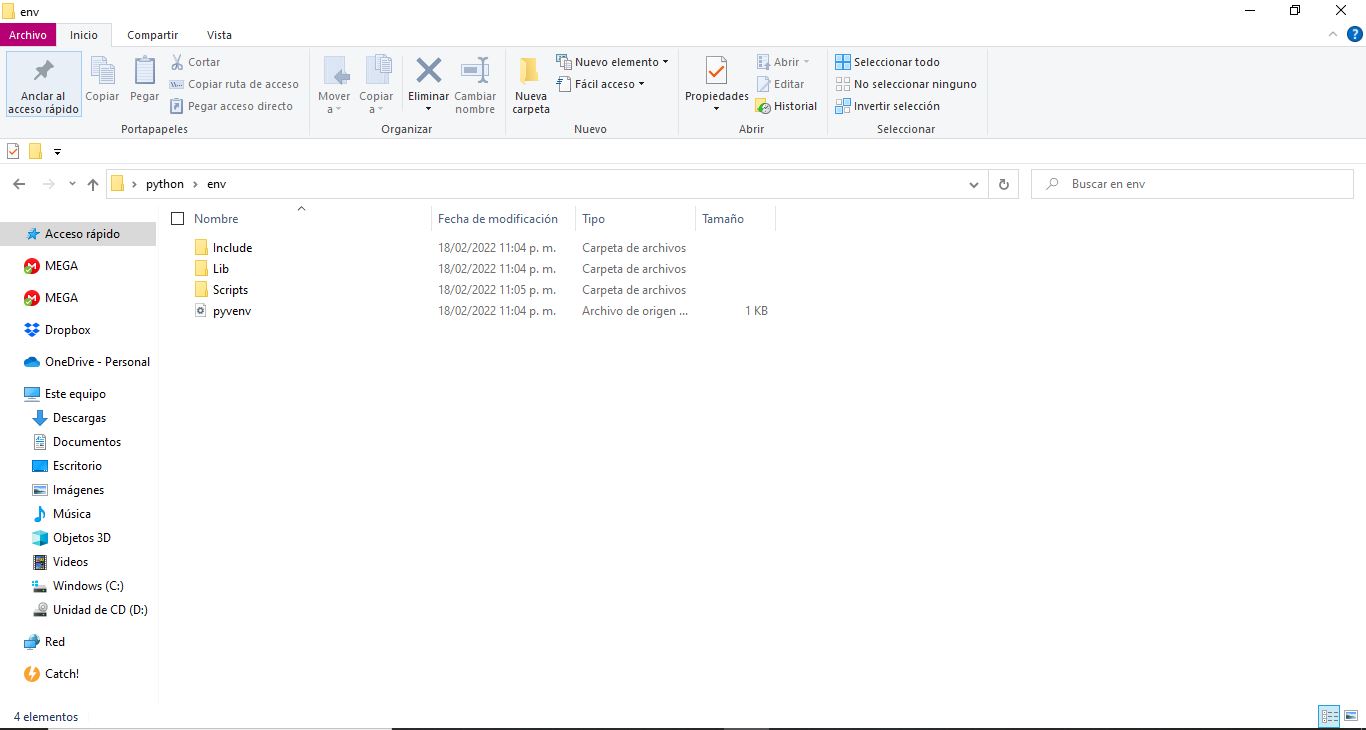 env
Archivo Inicio Compartir Vista
Anclar al acceso rápido
Copiar
Pegar
Cortar
Copiar ruta de acceso
Pegar acceso directo
Portapapeles
Mover a
Copiar a
Eliminar
Cambiar nombre
Organizar
Nueva carpeta
Nuevo elemento
Fácil acceso
Nuevo
Propiedades
Abrir
Editar
Historial
Abrir
Seleccionar todo
No seleccionar ninguno
Invertir selección
Seleccionar
python > env
Buscar en env
Nombre Fecha de modificación Tipo Tamaño
Include 18/02/2022 11:04 p. m. Carpeta de archivos
Lib 18/02/2022 11:04 p. m. Carpeta de archivos
Scripts 18/02/2022 11:05 p. m. Carpeta de archivos
pyvenv 18/02/2022 11:04 p. m. Archivo de origen ... 1 KB
Acceso rápido
MEGA
MEGA
Dropbox
OneDrive - Personal
Este equipo
Descargas
Documentos
Escritorio
Imágenes
Música
Objetos 3D
Videos
Windows (C:)
Unidad de CD (D:)
Red
Catch!
4 elementos